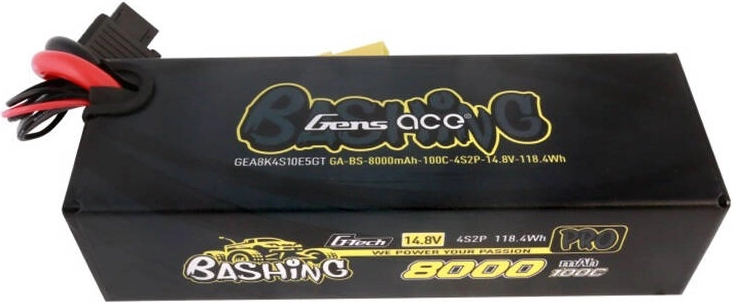 BASHING
Gens ace®
GEA8K4S10E5GT GA-BS-8000mAh-100C-4S2P-14.8V-118.4Wh
G-Tech 14.8V 4S2P 118.4Wh PRO
WE POWER YOUR PASSION
BASHING 8000 mAh 100C